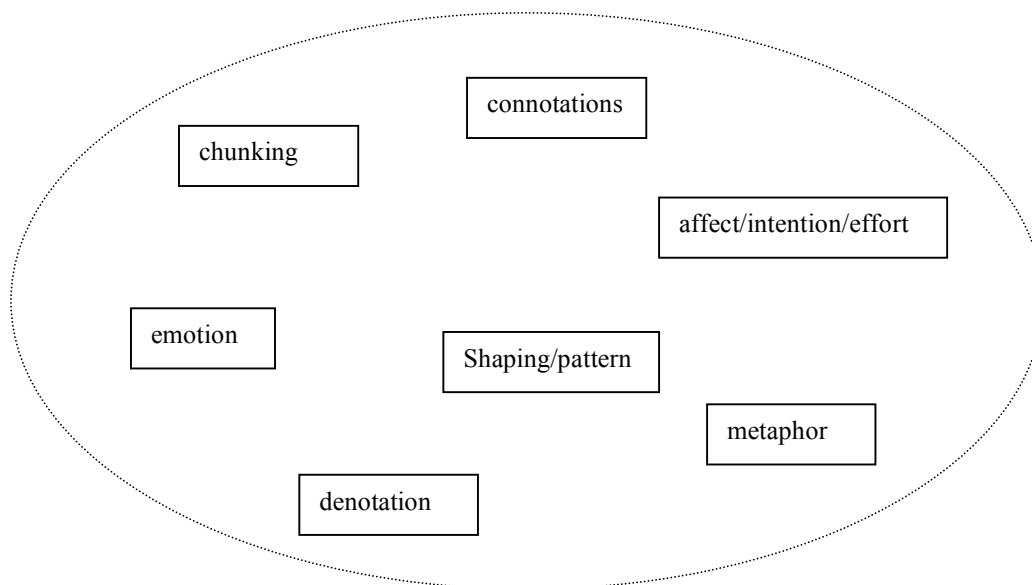 connotations
chunking
affect/intention/effort
emotion
Shaping/pattern
metaphor
denotation